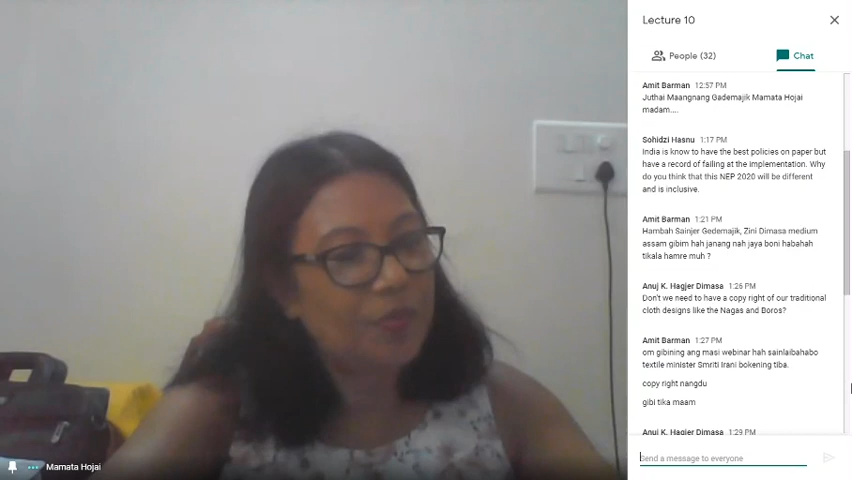 Lecture 10
People (32)
Chat
Amit Barman 12:57 PM
Juthai Maangnang Gademajik Mamata Hojai
madam....
Sohidzi Hasnu 1:17 PM
India is know to have the best policies on paper but
have a record of failing at the implementation. Why
do you think that this NEP 2020 will be different
and is inclusive.
Amit Barman 1:21 PM
Hambah Sainjer Gedemajik, Zini Dimasa medium
assam gibim hah janang nah jaya boni habahah
tikala hamre muh ?
Anuj K. Hagjer Dimasa 1:26 PM
Don't we need to have a copy right of our traditional
cloth designs like the Nagas and Boros?
Amit Barman 1:27 PM
om gibining ang masi webinar hah sainlaibahabo
textile minister Smriti Irani bokening tiba.
copy right nangdu
gibi tika maam
Anuj K. Hagjer Dimasa 1:29 PM
Send a message to everyone
Mamata Hojai